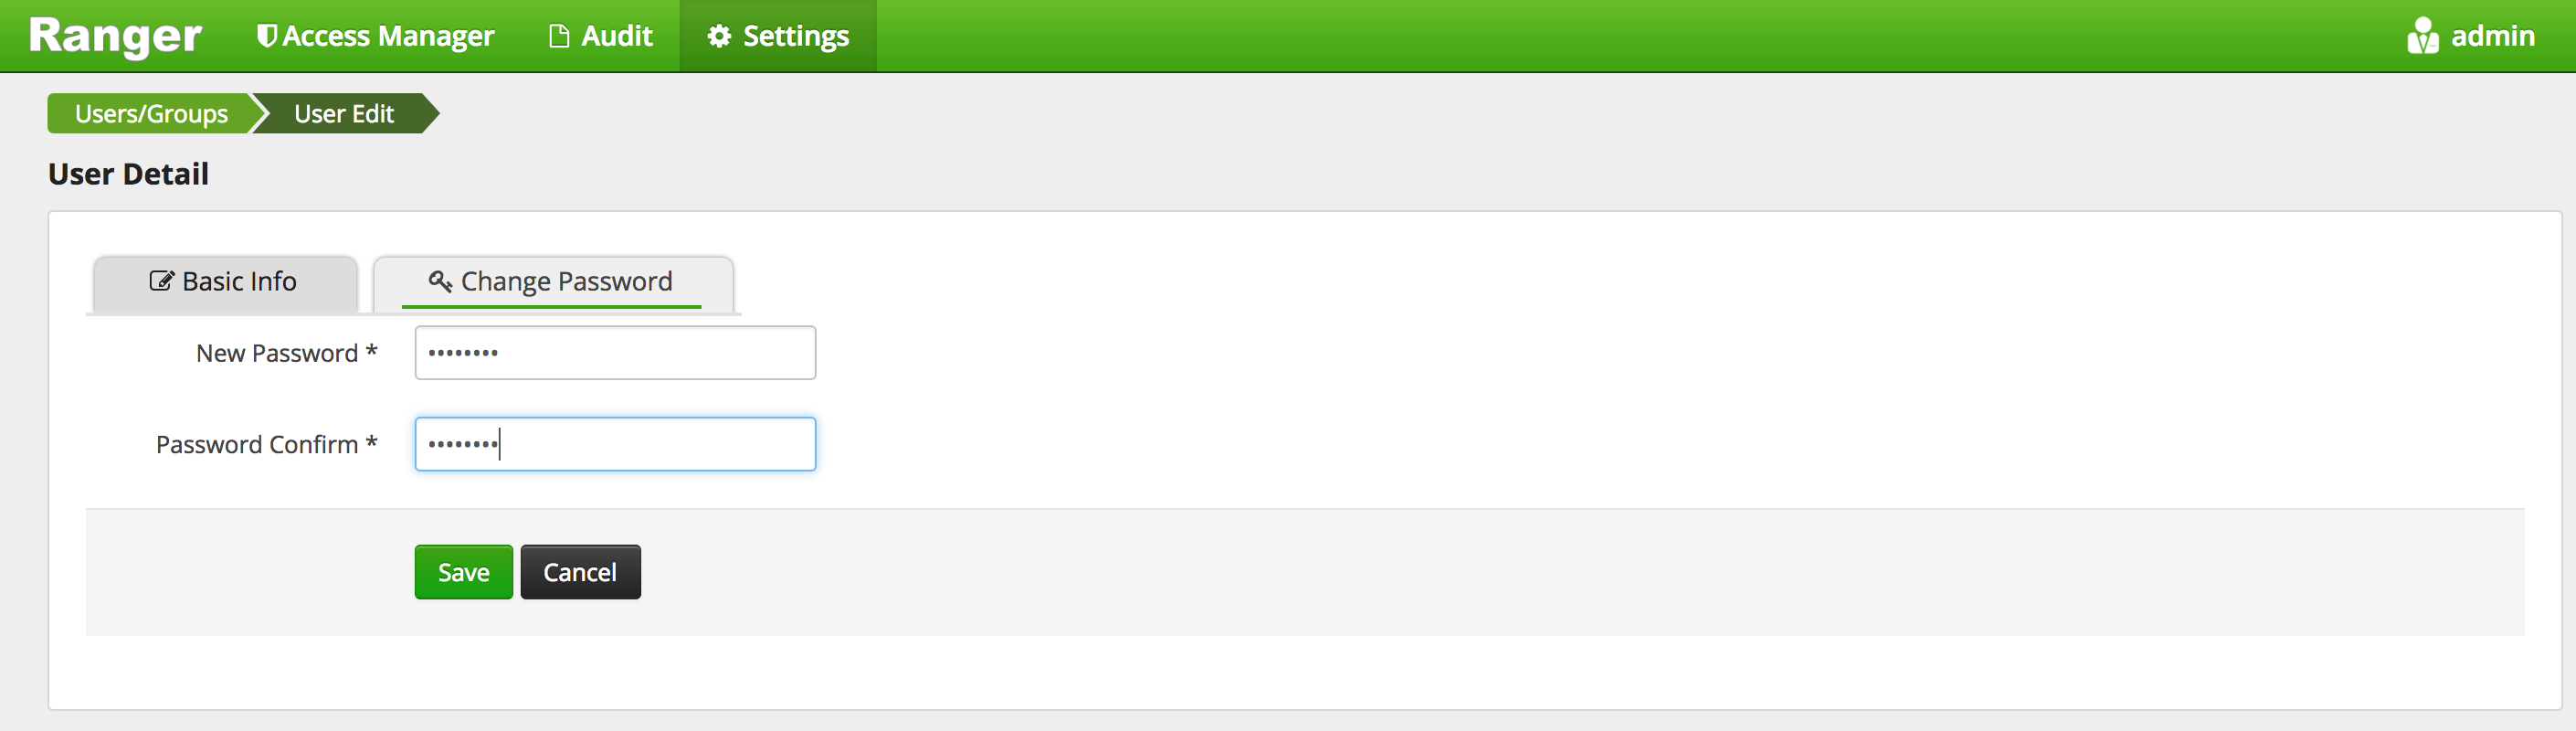 Ranger Access Manager Audit Settings admin
Users/Groups User Edit
User Detail
Basic Info Change Password
New Password * ••••••••
Password Confirm * ••••••••
Save Cancel